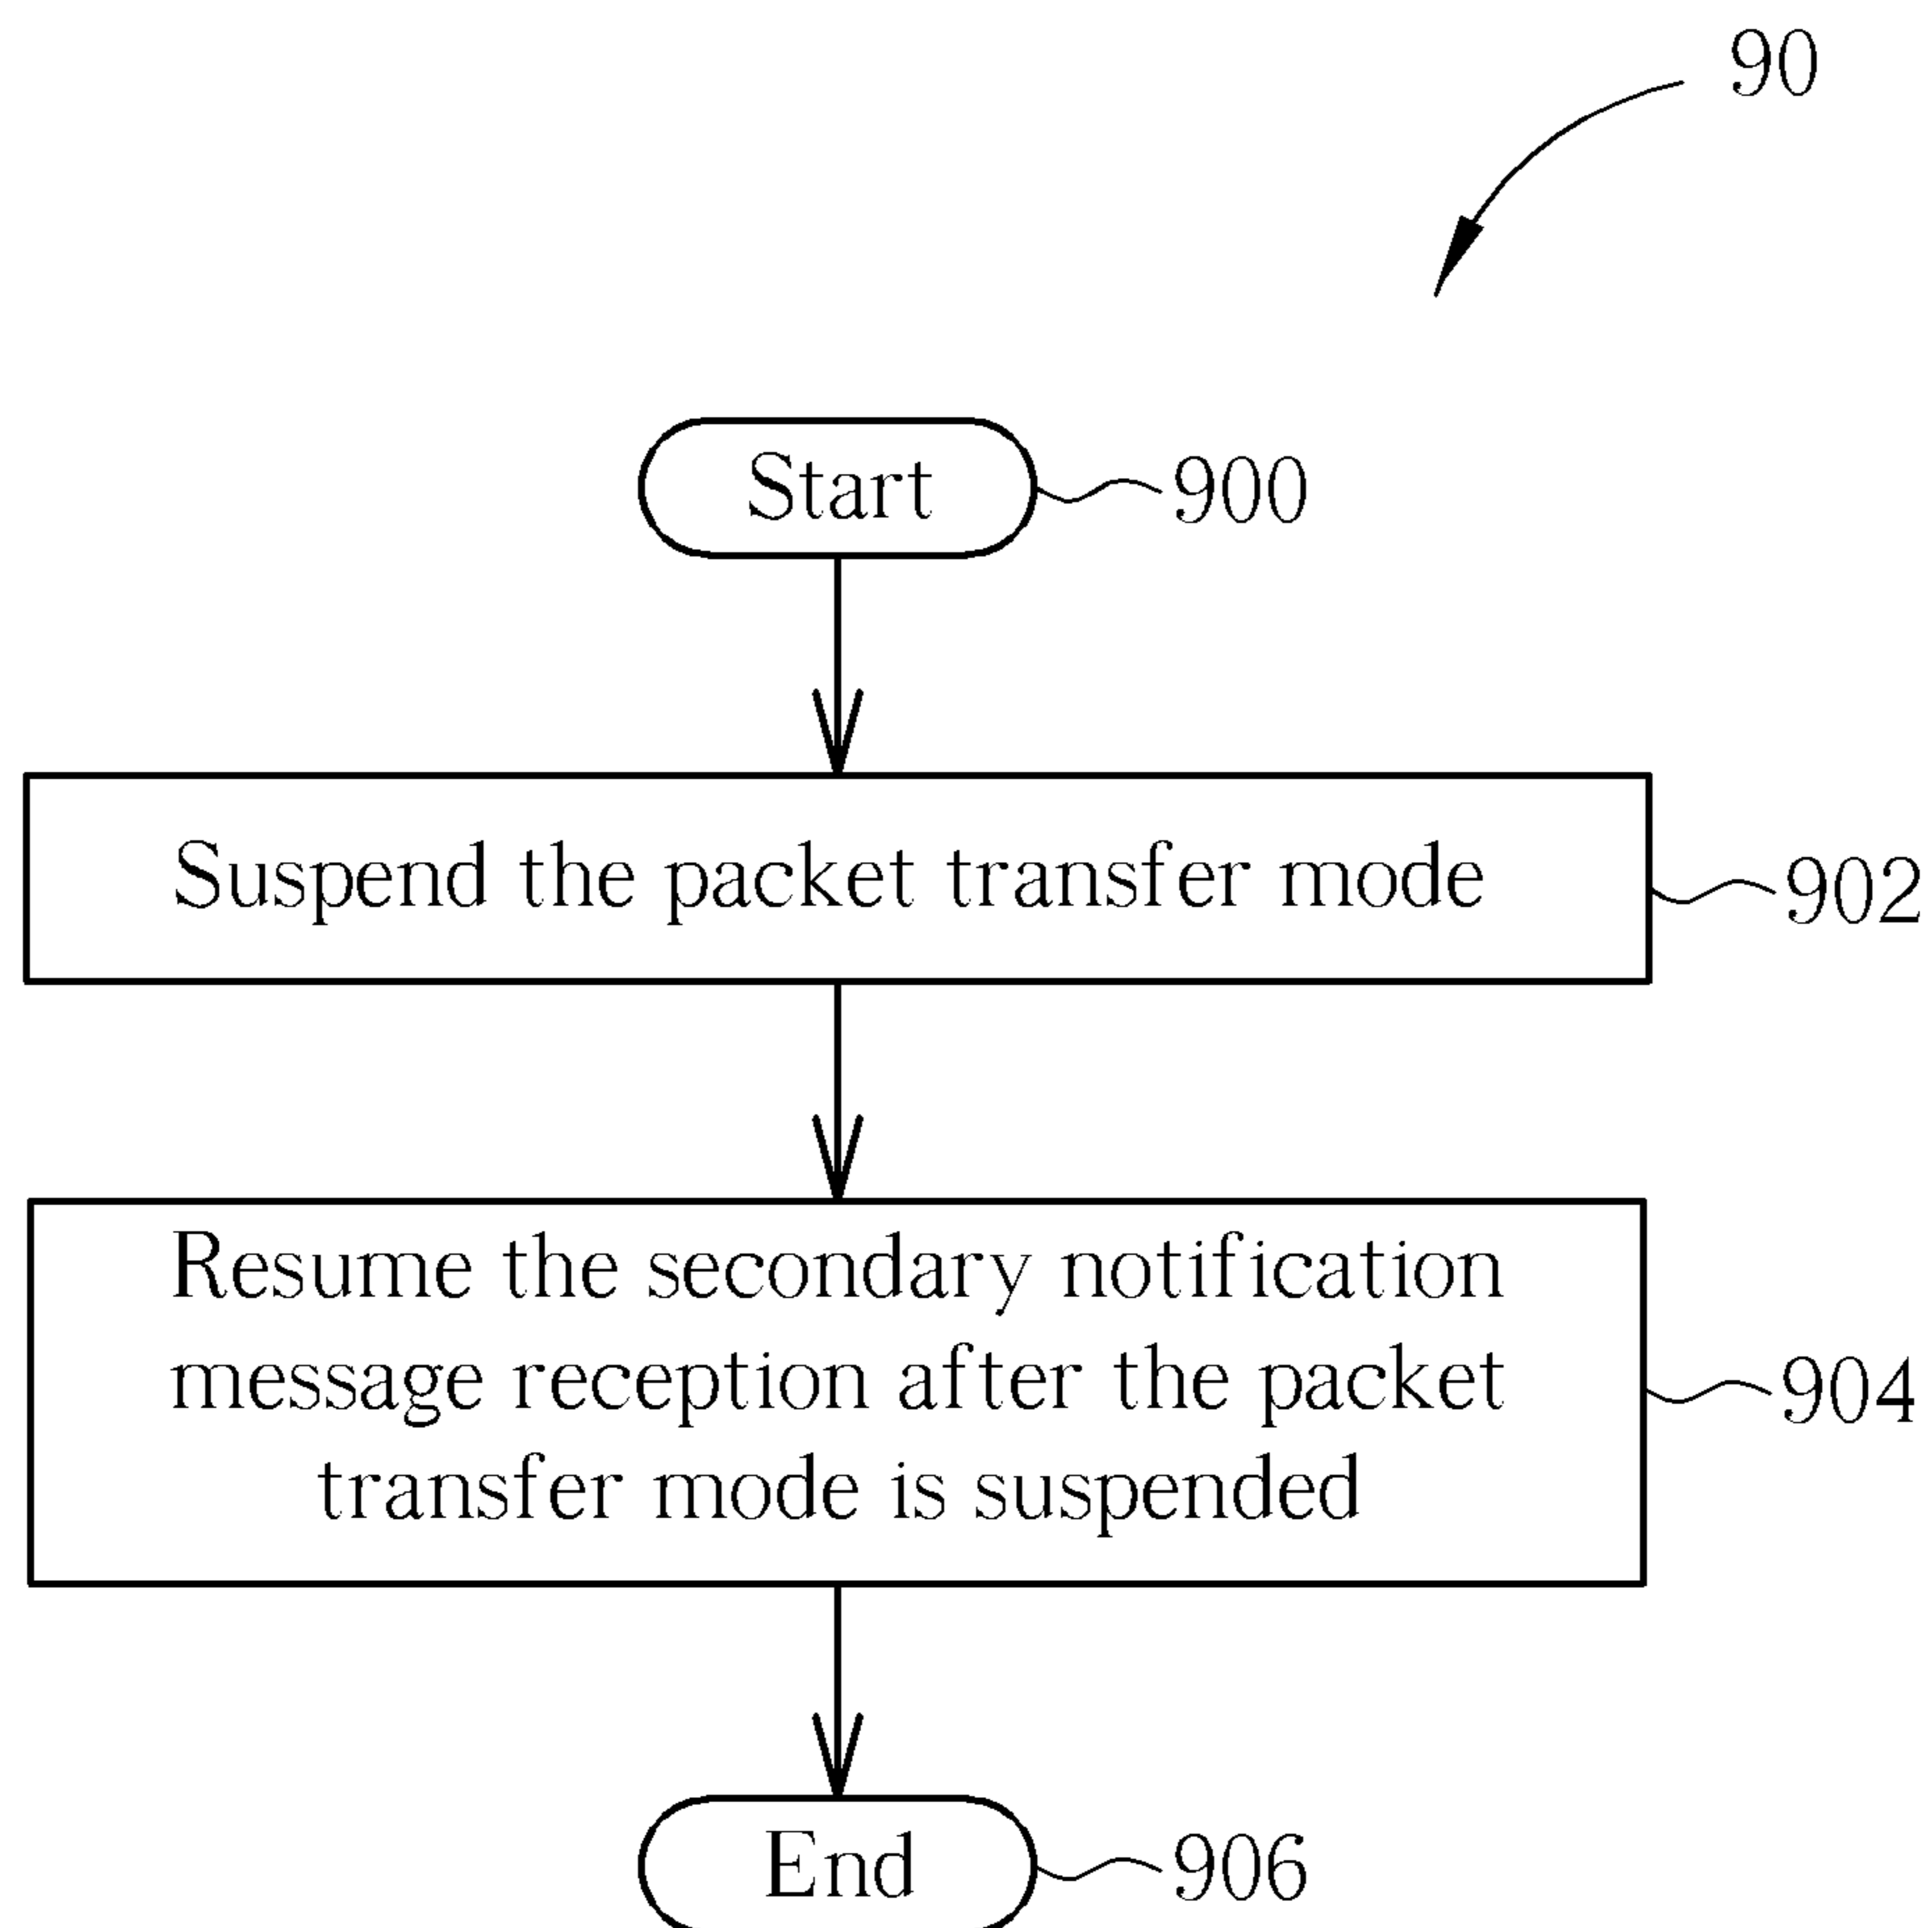 90
Start
900
Suspend the packet transfer mode
902
Resume the secondary notification
message reception after the packet
transfer mode is suspended
904
End
906